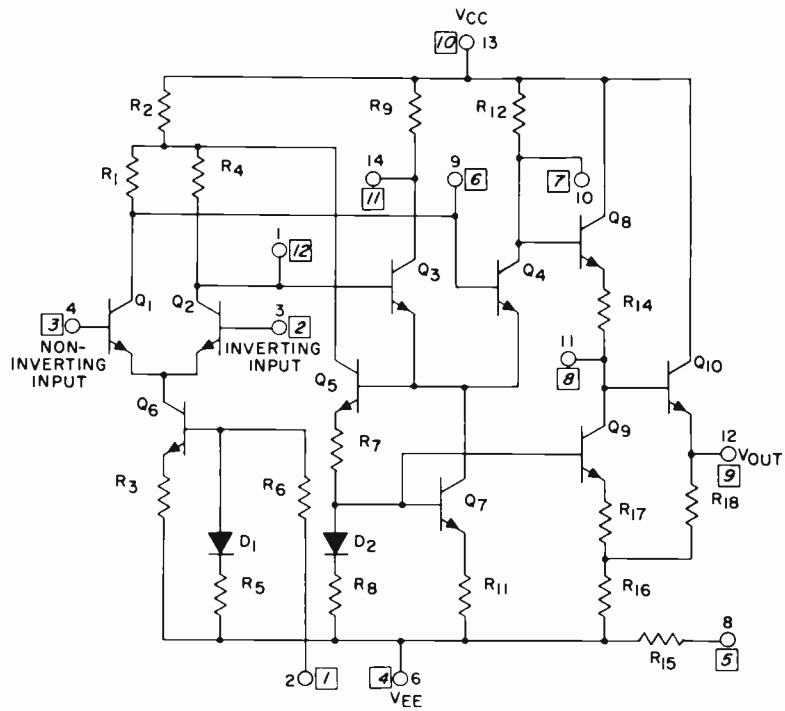 VCC
10 13
R2
R9
R12
R1
R4
14
11
9
6
7
10
Q8
1
12
Q1
Q2
Q3
Q4
R14
3 4
3
2
NON-
INVERTING
INPUT
INVERTING
INPUT
11
8
Q10
Q5
Q6
Q9
12
VOUT
9
R7
R3
R6
Q7
R17
R18
D1
D2
R5
R8
R11
R16
8
5
R15
2 1
4 6
VEE